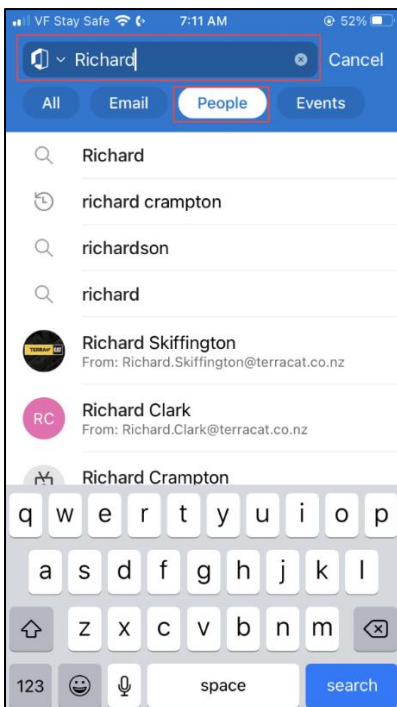 VF Stay Safe 7:11 AM 52%
Richard Cancel
All Email People Events
Richard
richard crampton
richardson
richard
TERRA CAT
Richard Skiffington
From: Richard.Skiffington@terracat.co.nz
RC
Richard Clark
From: Richard.Clark@terracat.co.nz
Richard Crampton
q w e r t y u i o p
a s d f g h j k l
z x c v b n m
123 space search